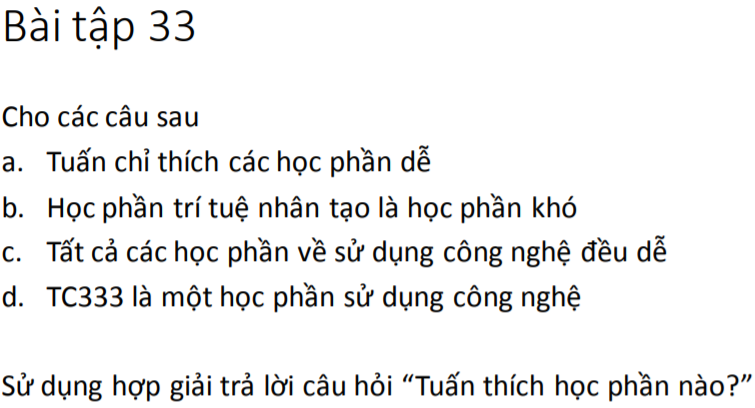 Bài tập 33
Cho các câu sau
a. Tuấn chỉ thích các học phần dễ
b. Học phần trí tuệ nhân tạo là học phần khó
c. Tất cả các học phần về sử dụng công nghệ đều dễ
d. TC333 là một học phần sử dụng công nghệ
Sử dụng hợp giải trả lời câu hỏi “Tuấn thích học phần nào?”